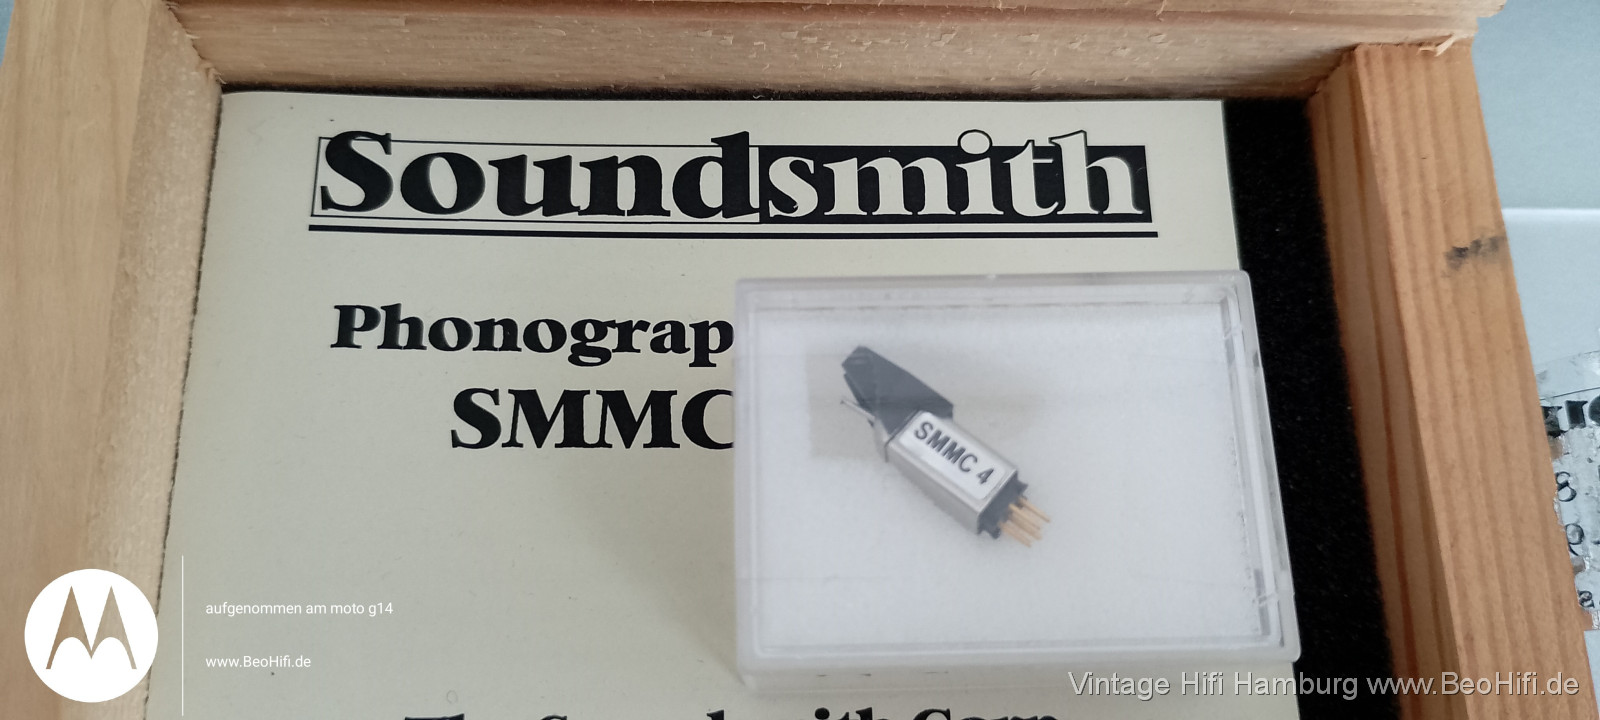 Soundsmith
Phonograp
SMMC
SMMC 4
aufgenommen am moto g14
www.BeoHifi.de
Vintage Hifi Hamburg www.BeoHifi.de